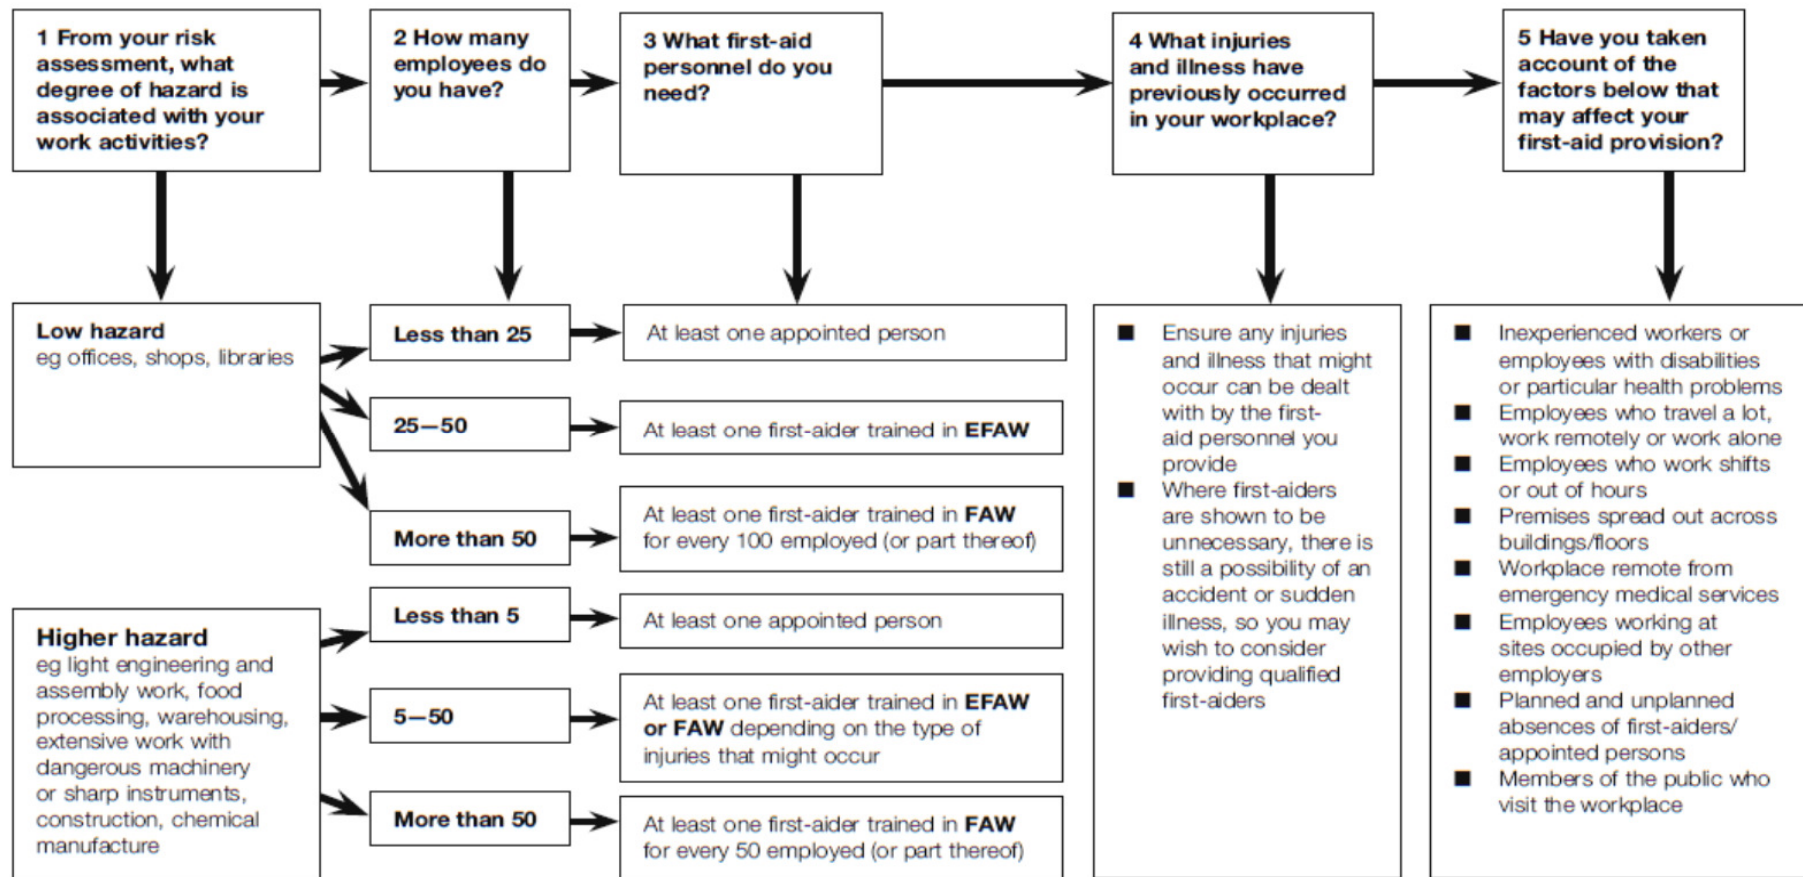 1 From your risk
assessment, what
degree of hazard is
associated with your
work activities?
2 How many
employees do
you have?
3 What first-aid
personnel do you
need?
4 What injuries
and illness have
previously occurred
in your workplace?
5 Have you taken
account of the
factors below that
may affect your
first-aid provision?
Low hazard
eg offices, shops, libraries
Less than 25
At least one appointed person
25—50
At least one first-aider trained in EFAW
More than 50
At least one first-aider trained in FAW
for every 100 employed (or part thereof)
Higher hazard
eg light engineering and
assembly work, food
processing, warehousing,
extensive work with
dangerous machinery
or sharp instruments,
construction, chemical
manufacture
Less than 5
At least one appointed person
5—50
At least one first-aider trained in EFAW
or FAW depending on the type of
injuries that might occur
More than 50
At least one first-aider trained in FAW
for every 50 employed (or part thereof)
■ Ensure any injuries
and illness that might
occur can be dealt
with by the first-
aid personnel you
provide
■ Where first-aiders
are shown to be
unnecessary, there is
still a possibility of an
accident or sudden
illness, so you may
wish to consider
providing qualified
first-aiders
■ Inexperienced workers or
employees with disabilities
or particular health problems
■ Employees who travel a lot,
work remotely or work alone
■ Employees who work shifts
or out of hours
■ Premises spread out across
buildings/floors
■ Workplace remote from
emergency medical services
■ Employees working at
sites occupied by other
employers
■ Planned and unplanned
absences of first-aiders/
appointed persons
■ Members of the public who
visit the workplace